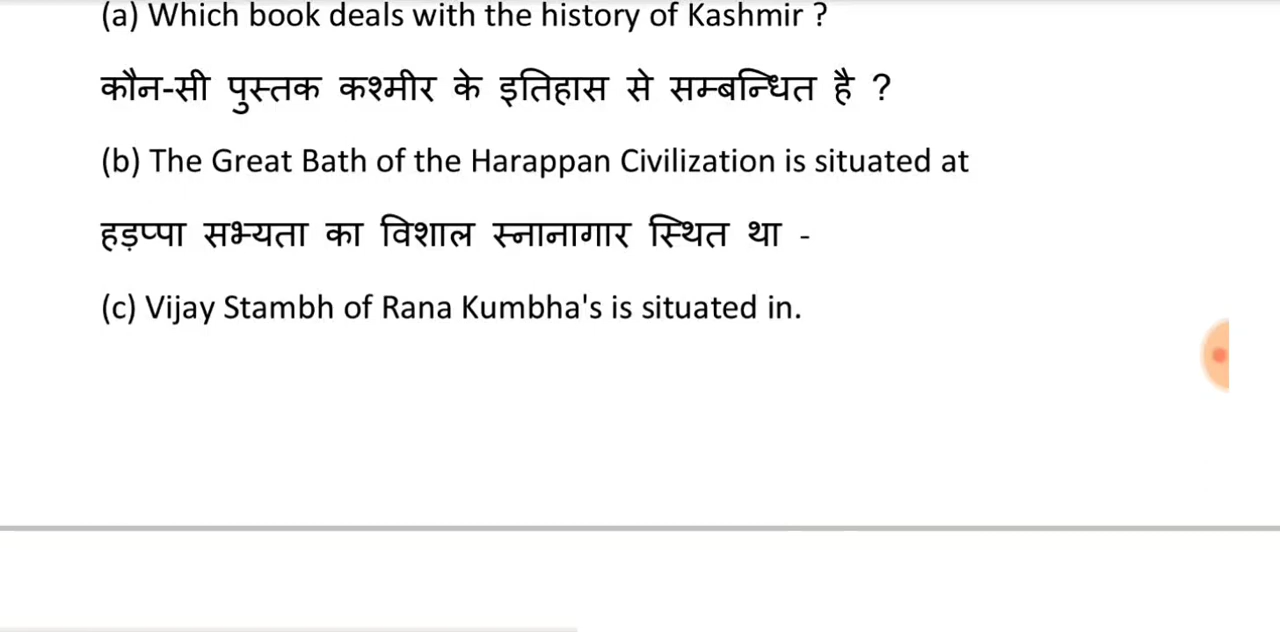 (a) Which book deals with the history of Kashmir ?
कौन-सी पुस्तक कश्मीर के इतिहास से सम्बन्धित है ?
(b) The Great Bath of the Harappan Civilization is situated at
हड़प्पा सभ्यता का विशाल स्नानागार स्थित था -
(c) Vijay Stambh of Rana Kumbha's is situated in.